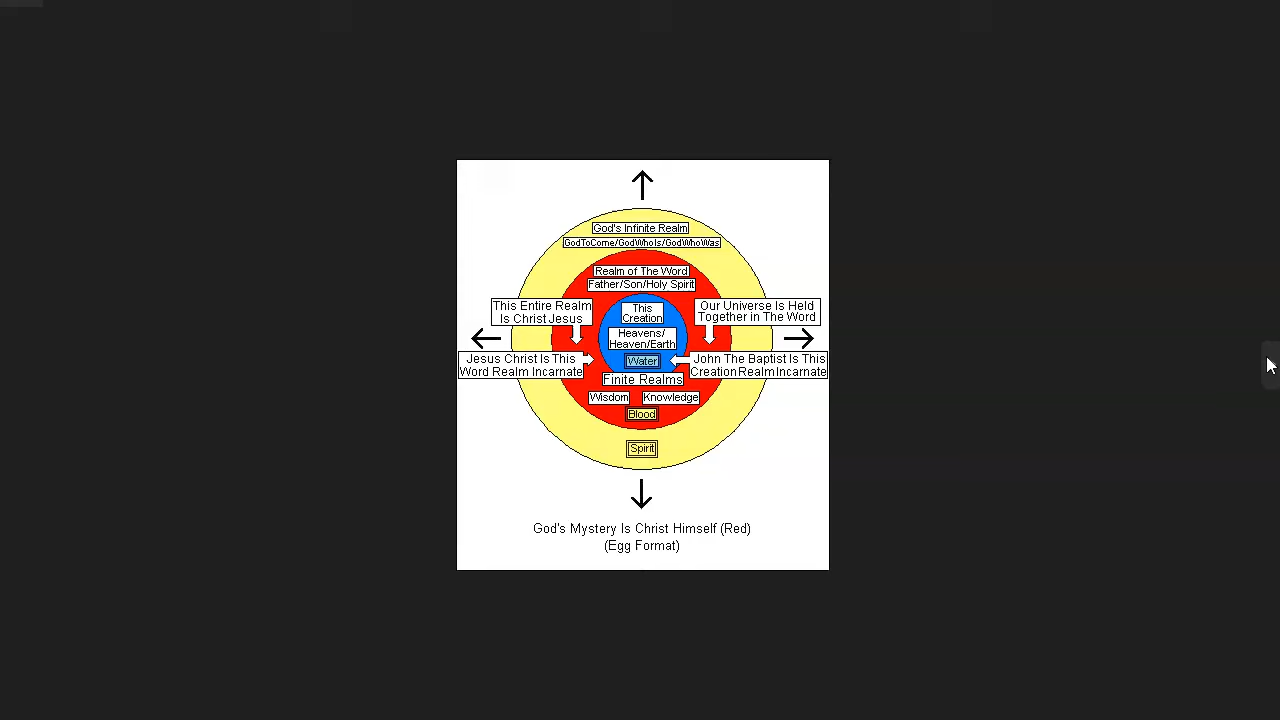 God's Infinite Realm
GodToCome/GodWhoIs/GodWhoWas
Realm of The Word
Father/Son/Holy Spirit
This Entire Realm
Is Christ Jesus
This
Creation
Our Universe Is Held
Together in The Word
Heavens/
Heaven/Earth
Jesus Christ Is This
Word Realm Incarnate
Water
John The Baptist Is This
Creation Realm Incarnate
Finite Realms
Wisdom
Knowledge
Blood
Spirit
God's Mystery Is Christ Himself (Red)
(Egg Format)